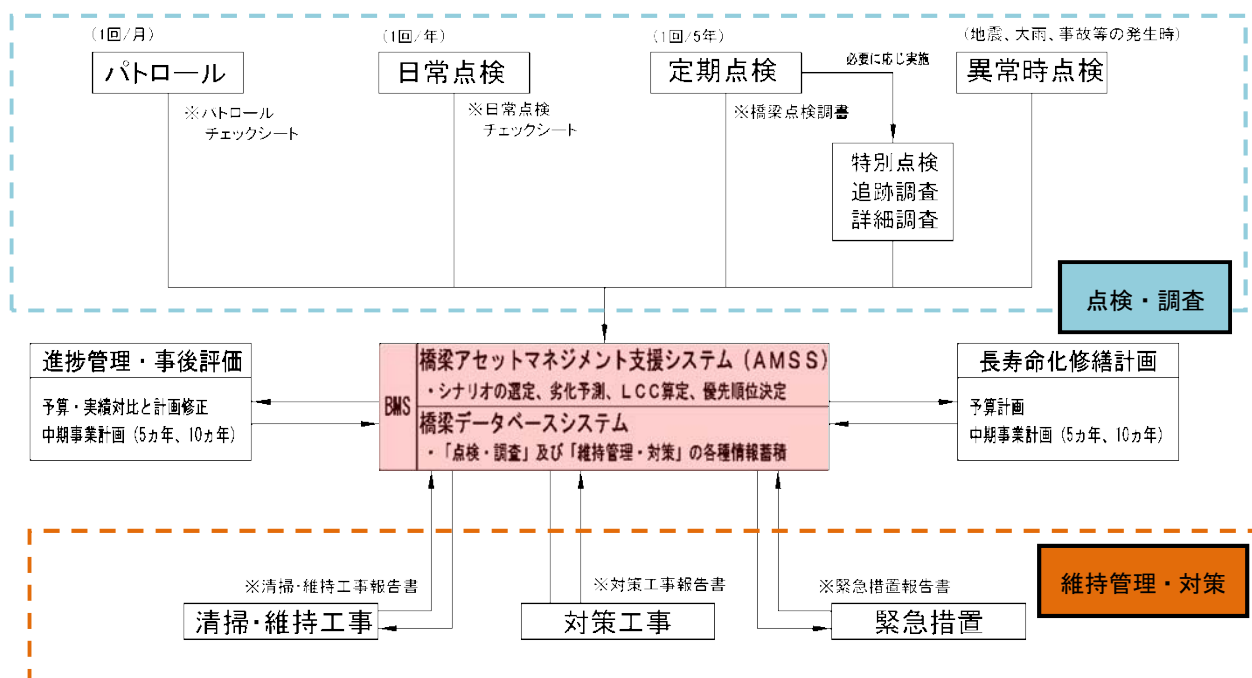 (1回/月)
パトロール
※パトロール
チェックシート
(1回/年)
日常点検
※日常点検
チェックシート
(1回/5年)
定期点検
※橋梁点検調書
必要に応じ実施
特別点検
追跡調査
詳細調査
(地震、大雨、事故等の発生時)
異常時点検
点検・調査
進捗管理・事後評価
予算・実績対比と計画修正
中期事業計画(5ヵ年、10ヵ年)
BMS
橋梁アセットマネジメント支援システム(AMSS)
・シナリオの選定、劣化予測、LCC算定、優先順位決定
橋梁データベースシステム
・「点検・調査」及び「維持管理・対策」の各種情報蓄積
長寿命化修繕計画
予算計画
中期事業計画(5ヵ年、10ヵ年)
維持管理・対策
※清掃・維持工事報告書
清掃・維持工事
※対策工事報告書
対策工事
※緊急措置報告書
緊急措置